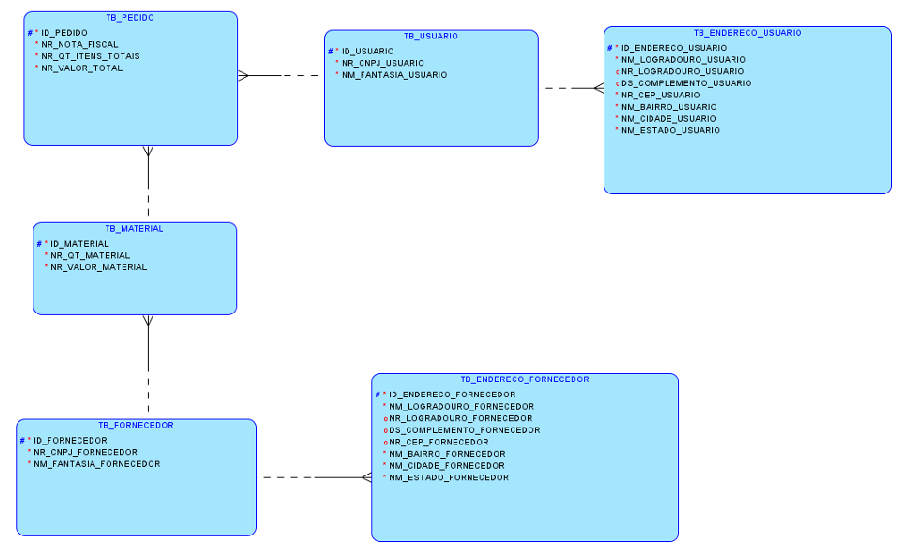 TB_PEDIDO
#* ID_PEDIDO
* NR_NOTA_FISCAL
* NR_QT_ITENS_TOTAIS
* NR_VALOR_TOTAL
TB_USUARIO
#* ID_USUARIO
* NR_CNPJ_USUARIO
* NM_FANTASIA_USUARIO
TB_ENDERECO_USUARIO
#* ID_ENDERECO_USUARIO
* NM_LOGRADOURO_USUARIO
o NR_LOGRADOURO_USUARIO
o DS_COMPLEMENTO_USUARIO
* NR_CEP_USUARIO
* NM_BAIRRO_USUARIO
* NM_CIDADE_USUARIO
* NM_ESTADO_USUARIO
TB_MATERIAL
#* ID_MATERIAL
* NR_QT_MATERIAL
* NR_VALOR_MATERIAL
TB_FORNECEDOR
#* ID_FORNECEDOR
* NR_CNPJ_FORNECEDOR
* NM_FANTASIA_FORNECEDOR
TB_ENDERECO_FORNECEDOR
#* ID_ENDERECO_FORNECEDOR
* NM_LOGRADOURO_FORNECEDOR
o NR_LOGRADOURO_FORNECEDOR
o DS_COMPLEMENTO_FORNECEDOR
o NR_CEP_FORNECEDOR
* NM_BAIRRO_FORNECEDOR
* NM_CIDADE_FORNECEDOR
* NM_ESTADO_FORNECEDOR